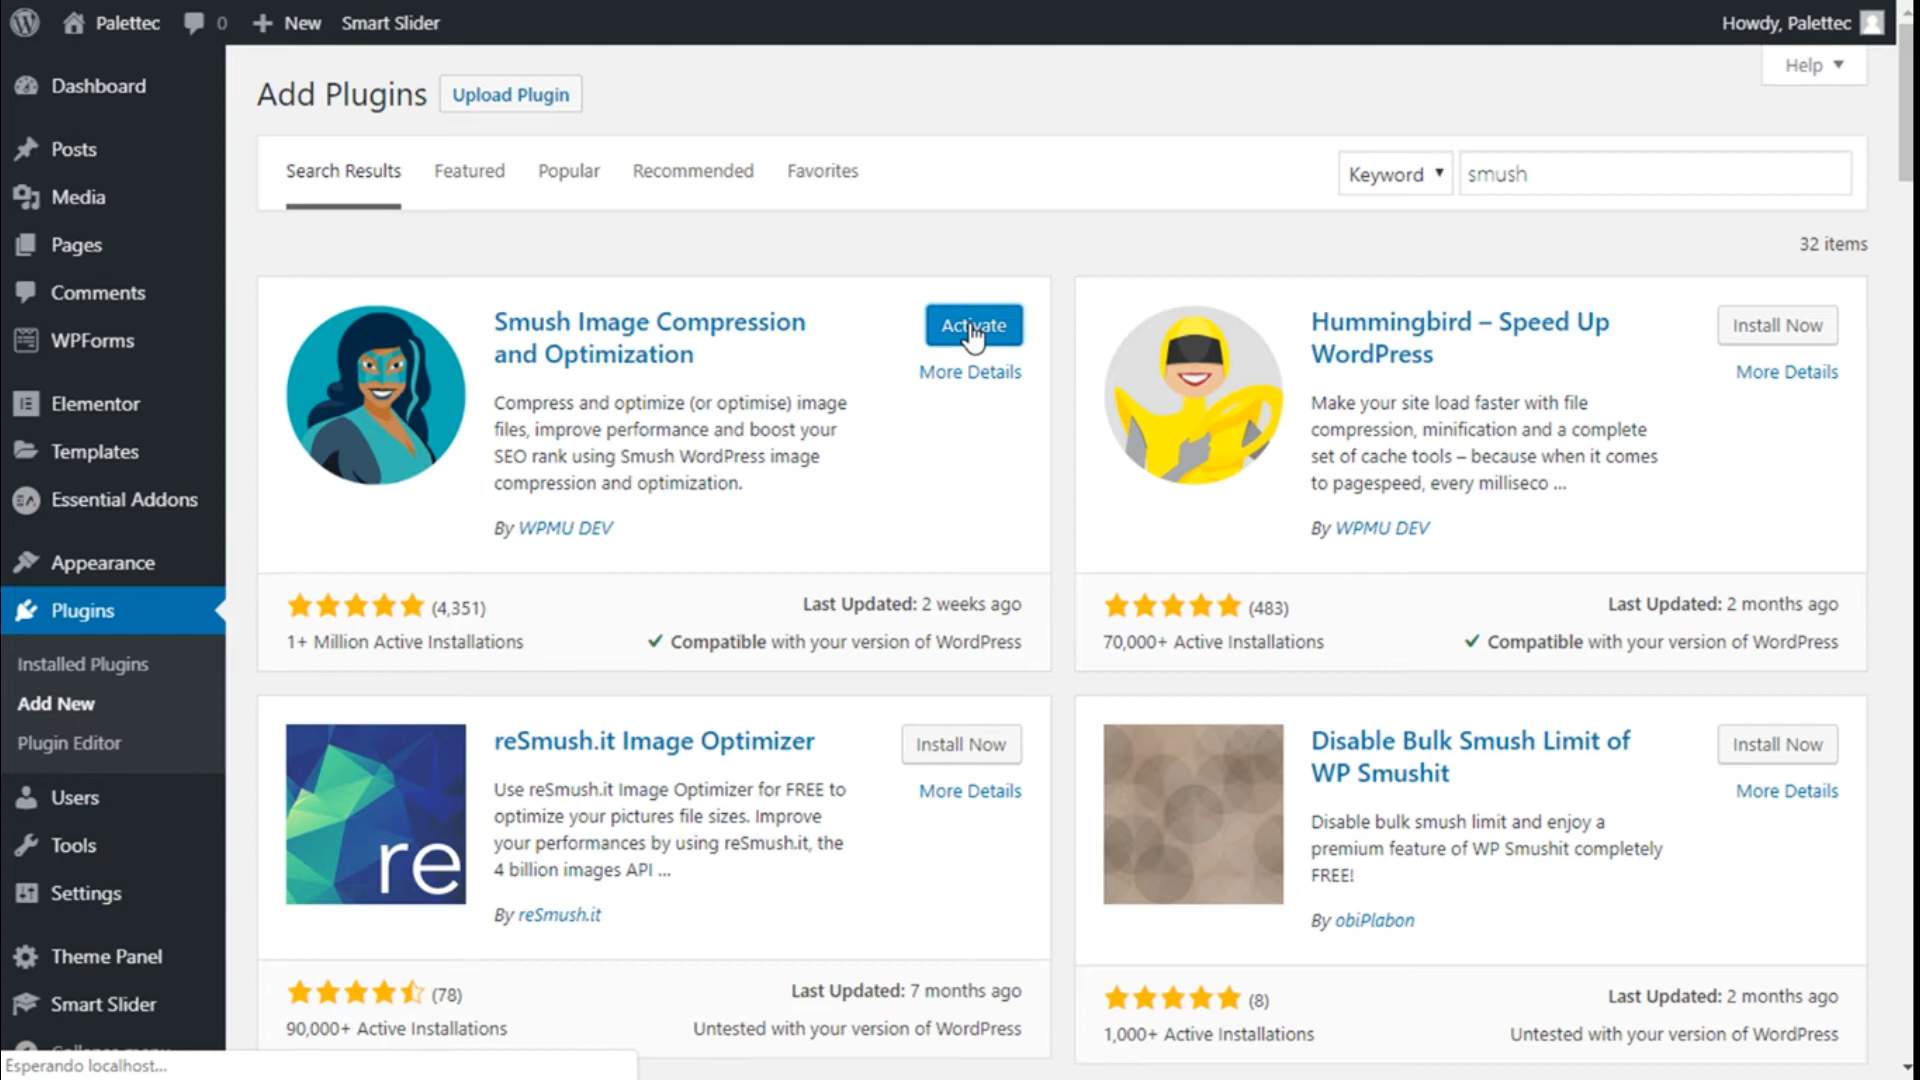 Palettec
0
New
Smart Slider
Howdy, Palettec
Help
Dashboard
Posts
Media
Pages
Comments
WPForms
Elementor
Templates
Essential Addons
Appearance
Plugins
Installed Plugins
Add New
Plugin Editor
Users
Tools
Settings
Theme Panel
Smart Slider
Collapse menu
Esperando localhost...
Add Plugins
Upload Plugin
Search Results
Featured
Popular
Recommended
Favorites
Keyword
smush
32 items
Smush Image Compression
and Optimization
Activate
More Details
Compress and optimize (or optimise) image
files, improve performance and boost your
SEO rank using Smush WordPress image
compression and optimization.
By WPMU DEV
(4,351)
Last Updated: 2 weeks ago
1+ Million Active Installations
Compatible with your version of WordPress
Hummingbird – Speed Up
WordPress
Install Now
More Details
Make your site load faster with file
compression, minification and a complete
set of cache tools – because when it comes
to pagespeed, every milliseco ...
By WPMU DEV
(483)
Last Updated: 2 months ago
70,000+ Active Installations
Compatible with your version of WordPress
re
reSmush.it Image Optimizer
Install Now
More Details
Use reSmush.it Image Optimizer for FREE to
optimize your pictures file sizes. Improve
your performances by using reSmush.it, the
4 billion images API ...
By reSmush.it
(78)
Last Updated: 7 months ago
90,000+ Active Installations
Untested with your version of WordPress
Disable Bulk Smush Limit of
WP Smushit
Install Now
More Details
Disable bulk smush limit and enjoy a
premium feature of WP Smushit completely
FREE!
By obiPlabon
(8)
Last Updated: 2 months ago
1,000+ Active Installations
Untested with your version of WordPress